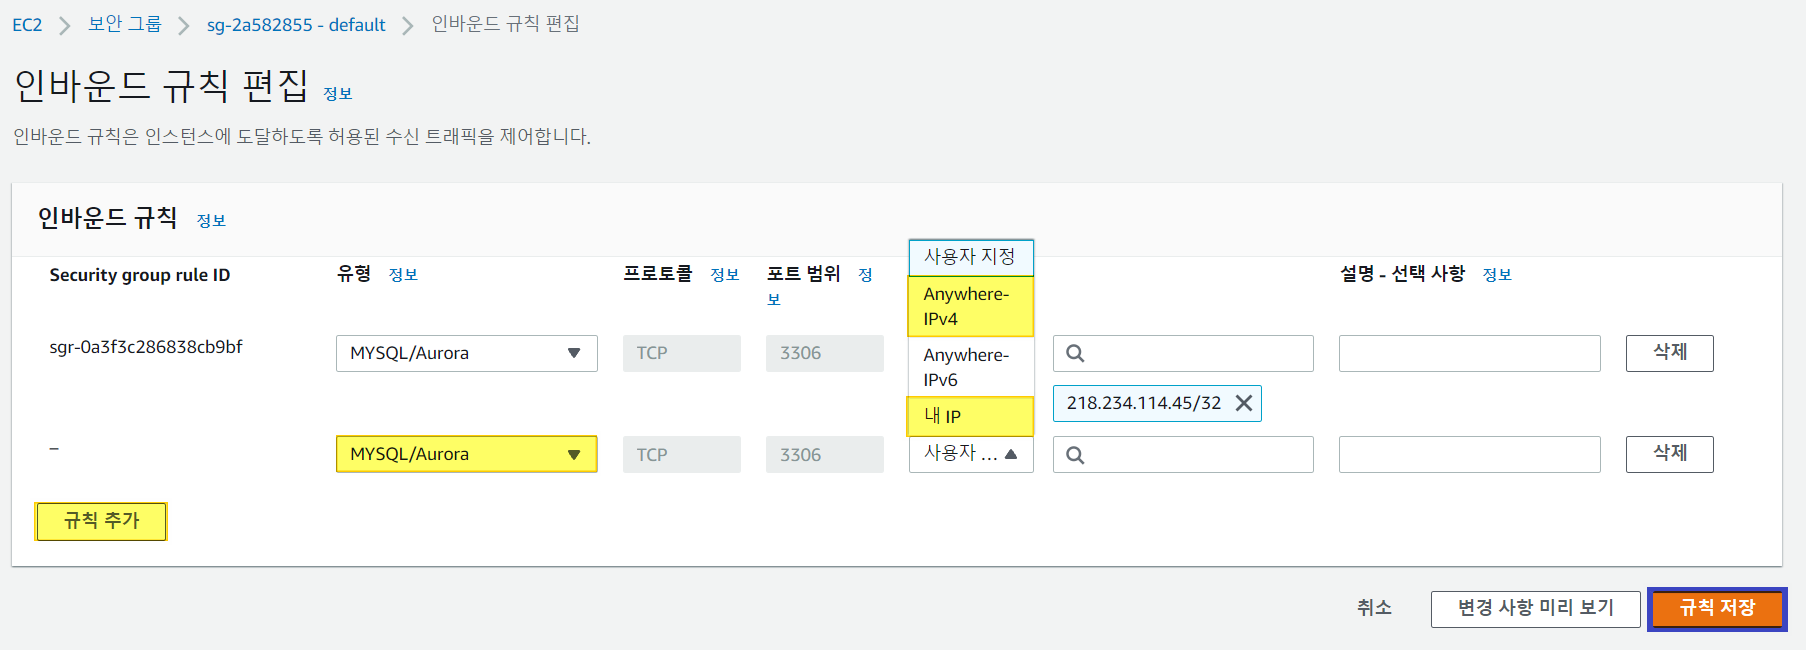 EC2 > 보안 그룹 > sg-2a582855 - default > 인바운드 규칙 편집
인바운드 규칙 편집 정보
인바운드 규칙은 인스턴스에 도달하도록 허용된 수신 트래픽을 제어합니다.
인바운드 규칙 정보
Security group rule ID 유형 정보 프로토콜 정보 포트 범위 정
보
설명 - 선택 사항 정보
사용자 지정
Anywhere-
IPv4
Anywhere-
IPv6
내 IP
sgr-0a3f3c286838cb9bf MYSQL/Aurora TCP 3306 삭제
218.234.114.45/32
– MYSQL/Aurora TCP 3306 사용자 ... 삭제
규칙 추가
취소 변경 사항 미리 보기 규칙 저장